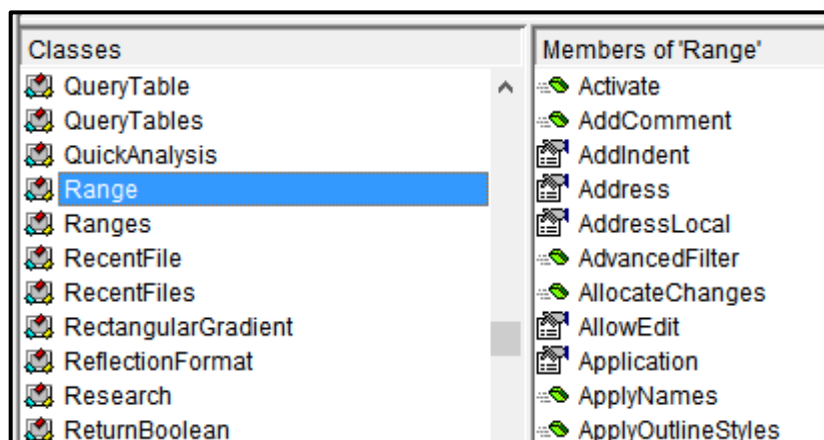 Classes
QueryTable
QueryTables
QuickAnalysis
Range
Ranges
RecentFile
RecentFiles
RectangularGradient
ReflectionFormat
Research
ReturnBoolean
Members of 'Range'
Activate
AddComment
AddIndent
Address
AddressLocal
AdvancedFilter
AllocateChanges
AllowEdit
Application
ApplyNames
ApplyOutlineStyles